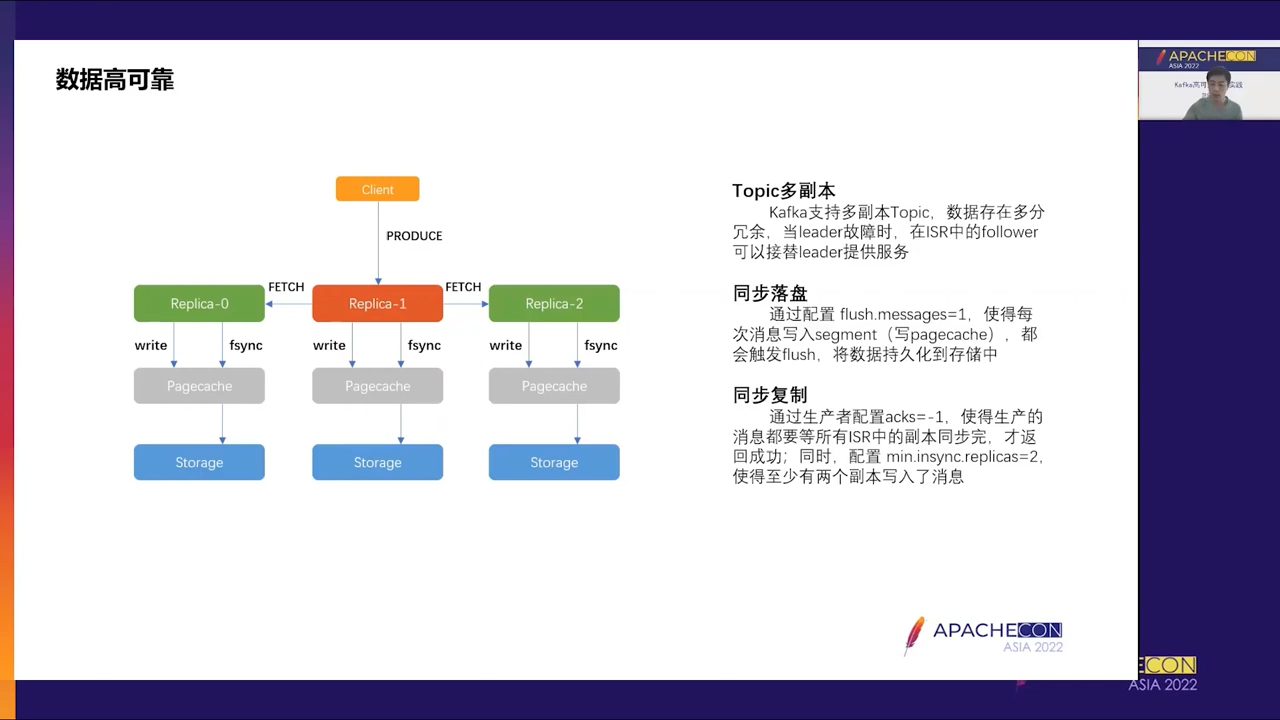 数据高可靠
Client
PRODUCE
FETCH
FETCH
Replica-0
Replica-1
Replica-2
write
fsync
write
fsync
write
fsync
Pagecache
Pagecache
Pagecache
Storage
Storage
Storage
Topic多副本
Kafka支持多副本Topic，数据存在多分
冗余，当leader故障时，在ISR中的follower
可以接替leader提供服务
同步落盘
通过配置 flush.messages=1，使得每
次消息写入segment（写pagecache），都
会触发flush，将数据持久化到存储中
同步复制
通过生产者配置acks=-1，使得生产的
消息都要等所有ISR中的副本同步完，才返
回成功；同时，配置 min.insync.replicas=2,
使得至少有两个副本写入了消息
APACHECON
ASIA 2022
APACHECON
ASIA 2022
Kafka高可 实践
ECON
ASIA 2022